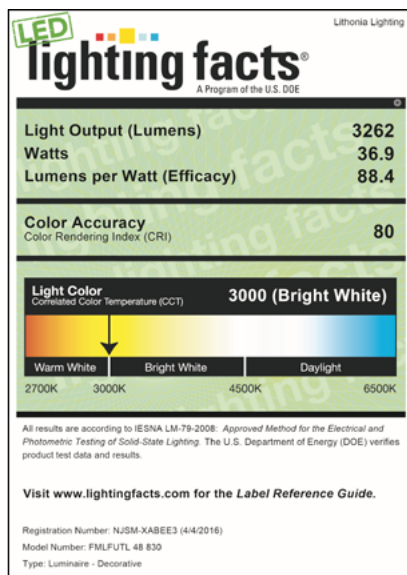 Lithonia Lighting
LED
lighting facts®
A Program of the U.S. DOE
Light Output (Lumens) 3262
Watts 36.9
Lumens per Watt (Efficacy) 88.4
Color Accuracy
Color Rendering Index (CRI) 80
Light Color
Correlated Color Temperature (CCT) 3000 (Bright White)
Warm White Bright White Daylight
2700K 3000K 4500K 6500K
All results are according to IESNA LM-79-2008: Approved Method for the Electrical and
Photometric Testing of Solid-State Lighting. The U.S. Department of Energy (DOE) verifies
product test data and results.
Visit www.lightingfacts.com for the Label Reference Guide.
Registration Number: NJSM-XABEE3 (4/4/2016)
Model Number: FMLFUTL 48 830
Type: Luminaire - Decorative